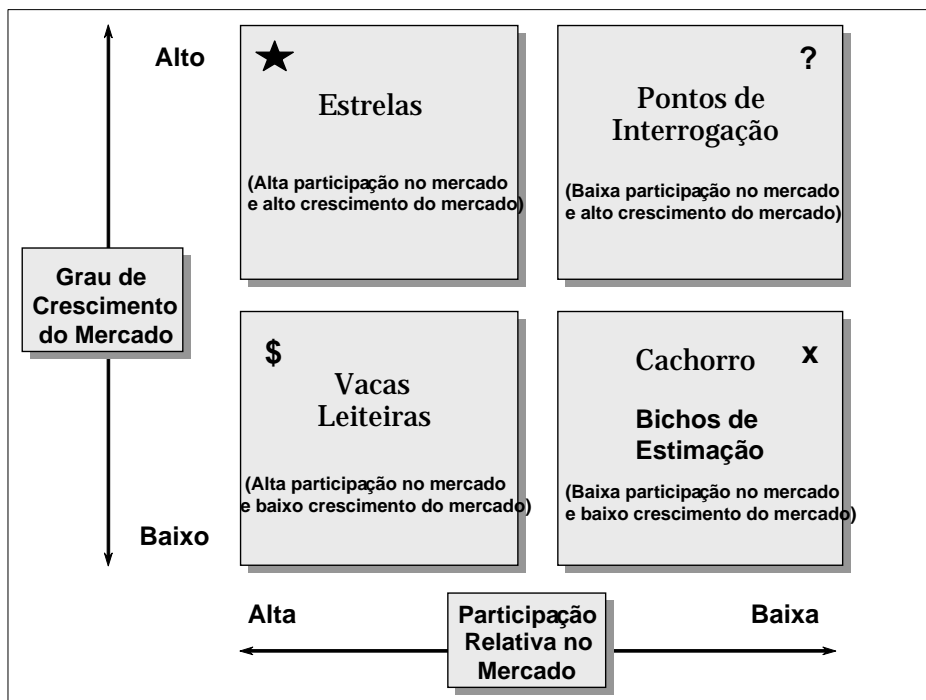 Alto
?
Estrelas
(Alta participação no mercado
e alto crescimento do mercado)
Pontos de
Interrogação
(Baixa participação no mercado
e alto crescimento do mercado)
Grau de
Crescimento
do Mercado
$
Vacas
Leiteiras
(Alta participação no mercado
e baixo crescimento do mercado)
Cachorro
x
Bichos de
Estimação
(Baixa participação no mercado
e baixo crescimento do mercado)
Baixo
Alta
Participação
Relativa no
Mercado
Baixa